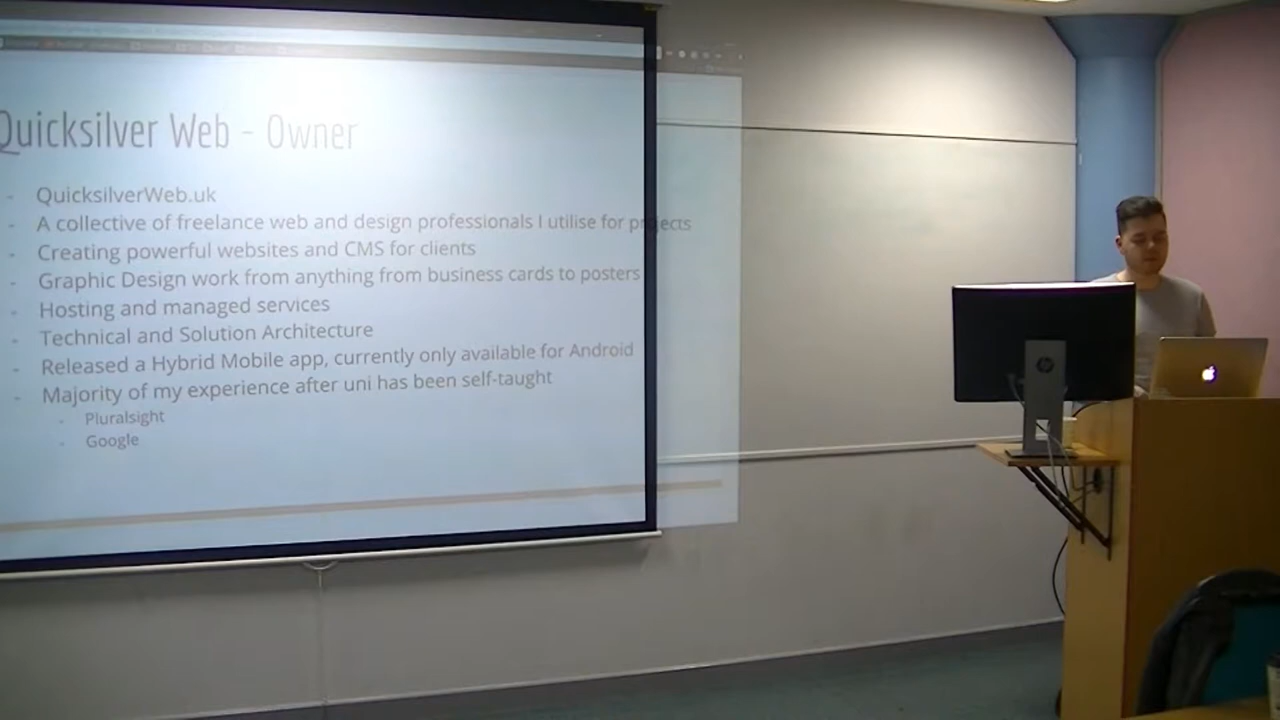 Quicksilver Web - Owner
- QuicksilverWeb.uk
- A collective of freelance web and design professionals I utilise for projects
- Creating powerful websites and CMS for clients
- Graphic Design work from anything from business cards to posters
- Hosting and managed services
- Technical and Solution Architecture
- Released a Hybrid Mobile app, currently only available for Android
- Majority of my experience after uni has been self-taught
- Pluralsight
- Google
hp